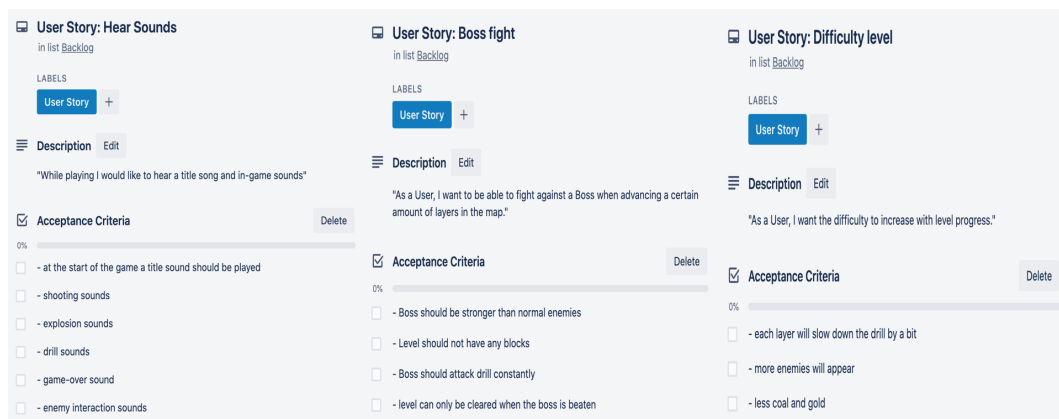 User Story: Hear Sounds
in list Backlog
LABELS
User Story +
Description Edit
"While playing I would like to hear a title song and in-game sounds"
Acceptance Criteria Delete
0%
- at the start of the game a title sound should be played
- shooting sounds
- explosion sounds
- drill sounds
- game-over sound
- enemy interaction sounds
User Story: Boss fight
in list Backlog
LABELS
User Story +
Description Edit
"As a User, I want to be able to fight against a Boss when advancing a certain
amount of layers in the map."
Acceptance Criteria Delete
0%
- Boss should be stronger than normal enemies
- Level should not have any blocks
- Boss should attack drill constantly
- level can only be cleared when the boss is beaten
User Story: Difficulty level
in list Backlog
LABELS
User Story +
Description Edit
"As a User, I want the difficulty to increase with level progress."
Acceptance Criteria Delete
0%
- each layer will slow down the drill by a bit
- more enemies will appear
- less coal and gold